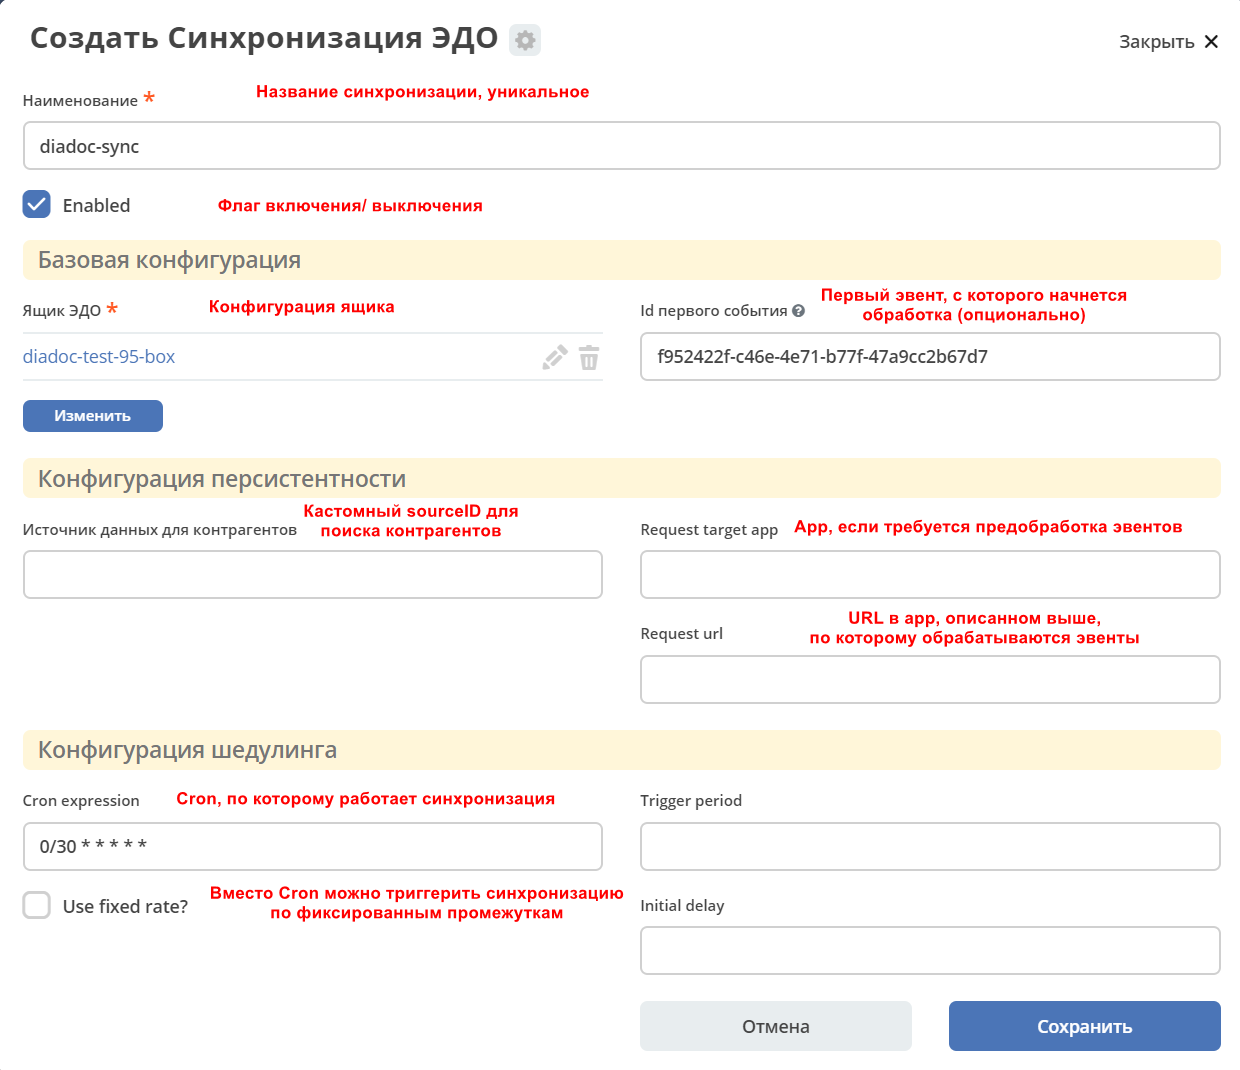 Создать Синхронизация ЭДО
Закрыть
Наименование *
Название синхронизации, уникальное
diadoc-sync
Enabled
Флаг включения/ выключения
Базовая конфигурация
Ящик ЭДО *
Конфигурация ящика
Id первого события ?
Первый эвент, с которого начнется
обработка (опционально)
diadoc-test-95-box
f952422f-c46e-4e71-b77f-47a9cc2b67d7
Изменить
Конфигурация персистентности
Источник данных для контрагентов
Кастомный sourceID для
поиска контрагентов
Request target app
App, если требуется предобработка эвентов
Request url
URL в app, описанном выше,
по которому обрабатываются эвенты
Конфигурация шедулинга
Cron expression
Cron, по которому работает синхронизация
Trigger period
0/30 * * * * *
Use fixed rate?
Вместо Cron можно триггерить синхронизацию
по фиксированным промежуткам
Initial delay
Отмена
Сохранить